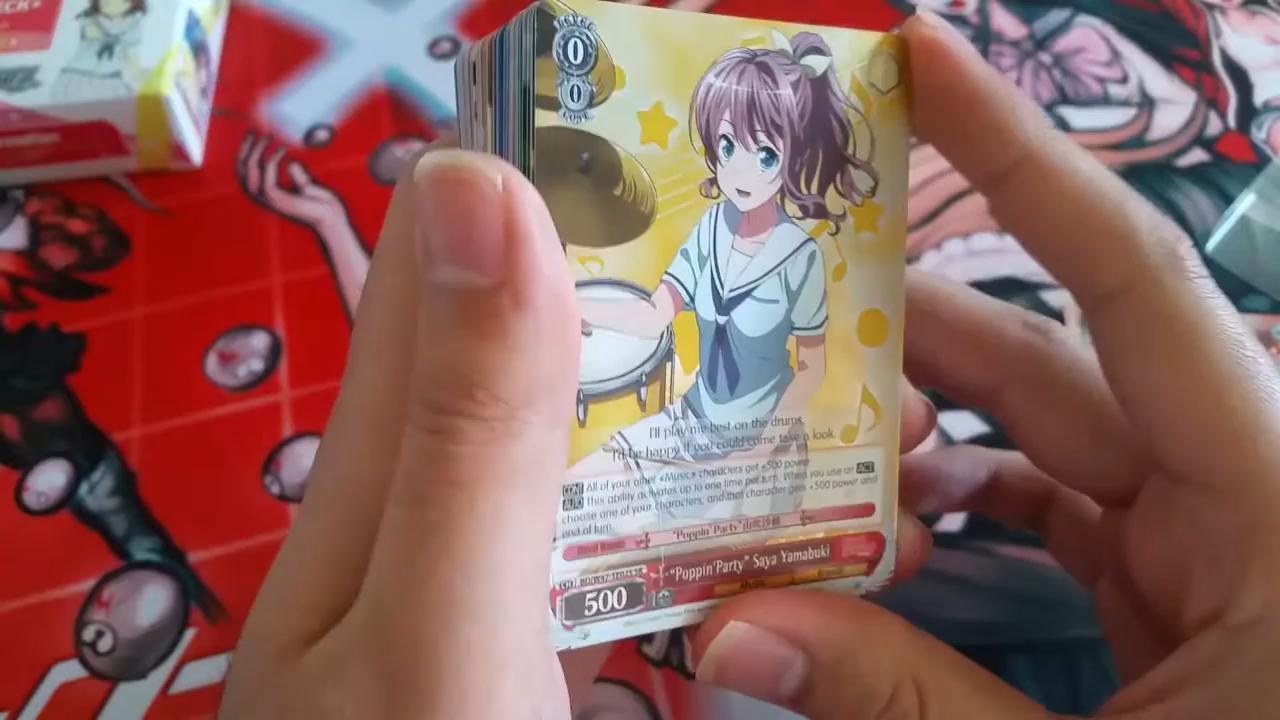 ECK+
LEVEL
0
0
I'll play my best on the drums.
I'd be happy if you could come take a look.
CONT All of your other «Music» characters get +500 power
AUTO This ability activates up to one time per turn. When you use an ACT
choose one of your characters, and that character gets +500 power until
end of turn.
"Poppin'Party"山吹沙綾
"Poppin'Party" Saya Yamabuki
500
Music